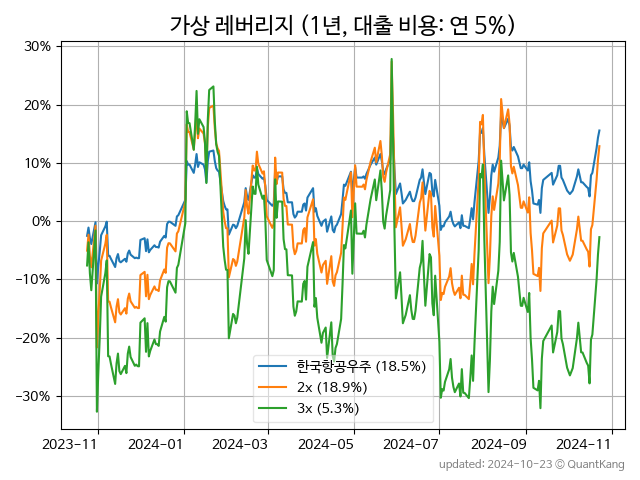 가상 레버리지 (1년, 대출 비용: 연 5%)
30%
20%
10%
0%
−10%
−20%
−30%
한국항공우주 (18.5%)
2x (18.9%)
3x (5.3%)
2023-11 2024-01 2024-03 2024-05 2024-07 2024-09 2024-11
updated: 2024-10-23 © QuantKang